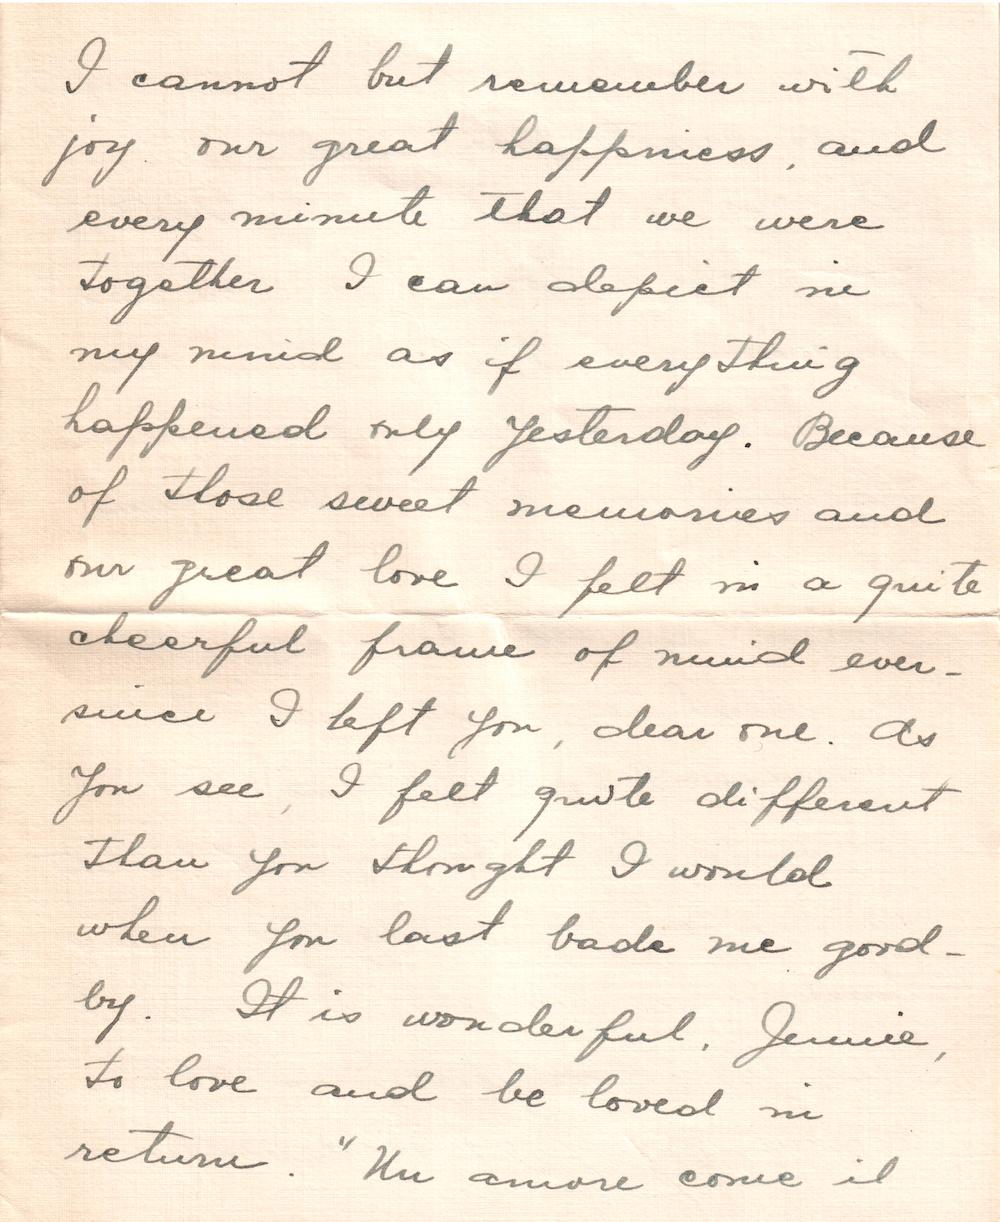 I cannot but remember with
joy our great happiness, and
every minute that we were
together I can depict in
my mind as if everything
happened only yesterday. Because
of those sweet memories and
our great love I felt in a quite
cheerful frame of mind ever-
since I left you, dear one. As
you see, I felt quite different
than you thought I would
when you last bade me good-
by. It is wonderful, Jennie,
to love and be loved in
return. "Un amore come il